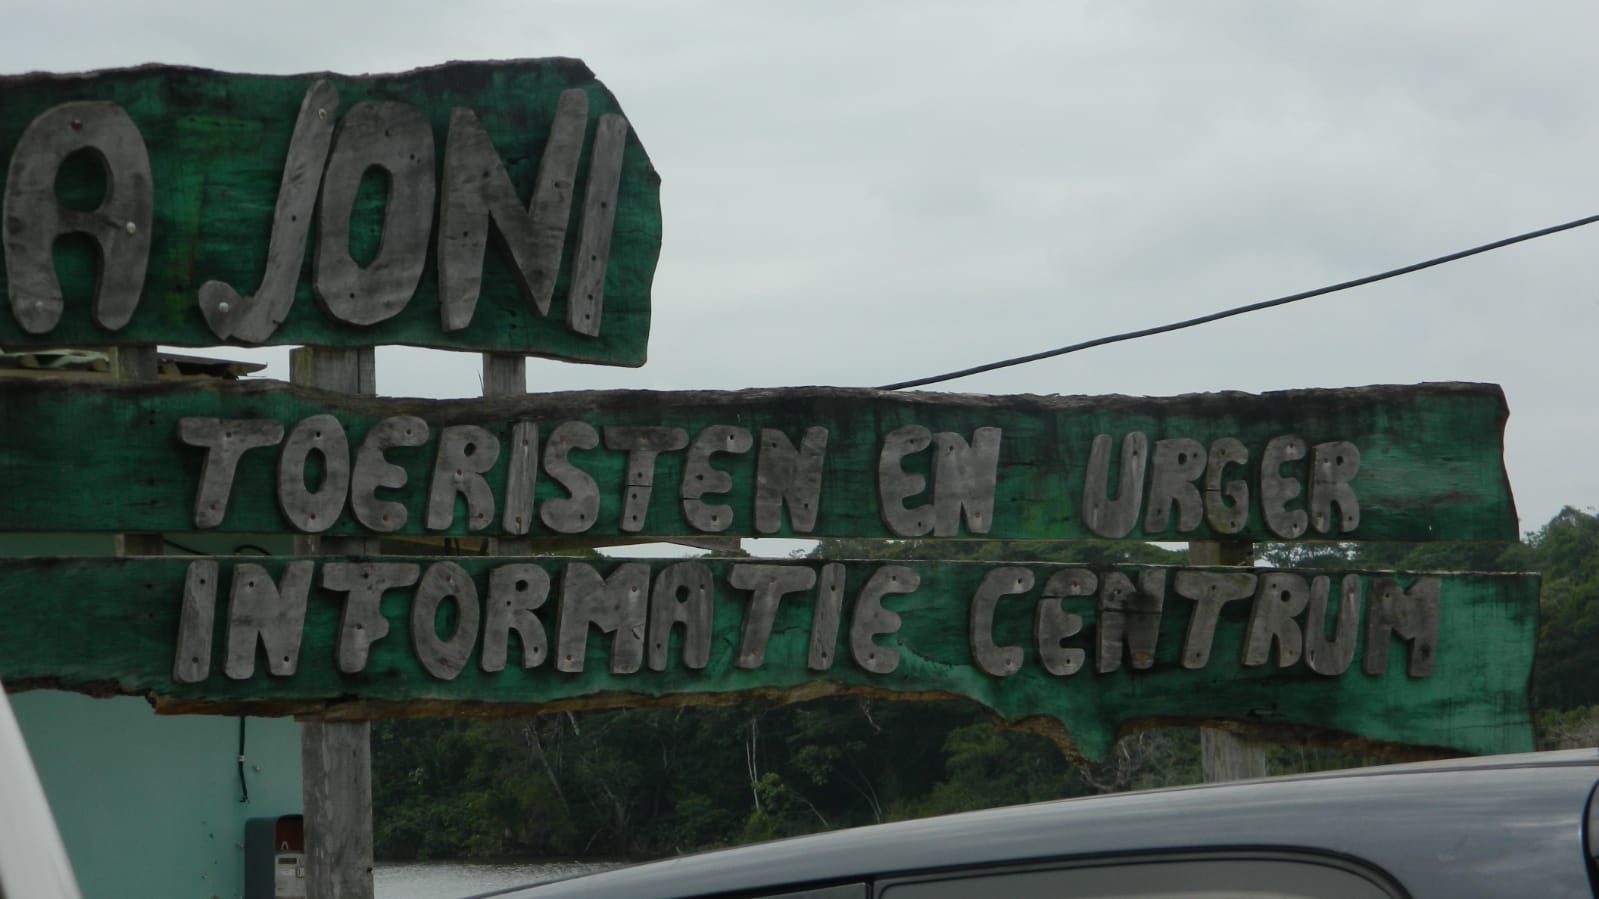 A JONI
TOERISTEN EN URGER
INFORMATIE CENTRUM